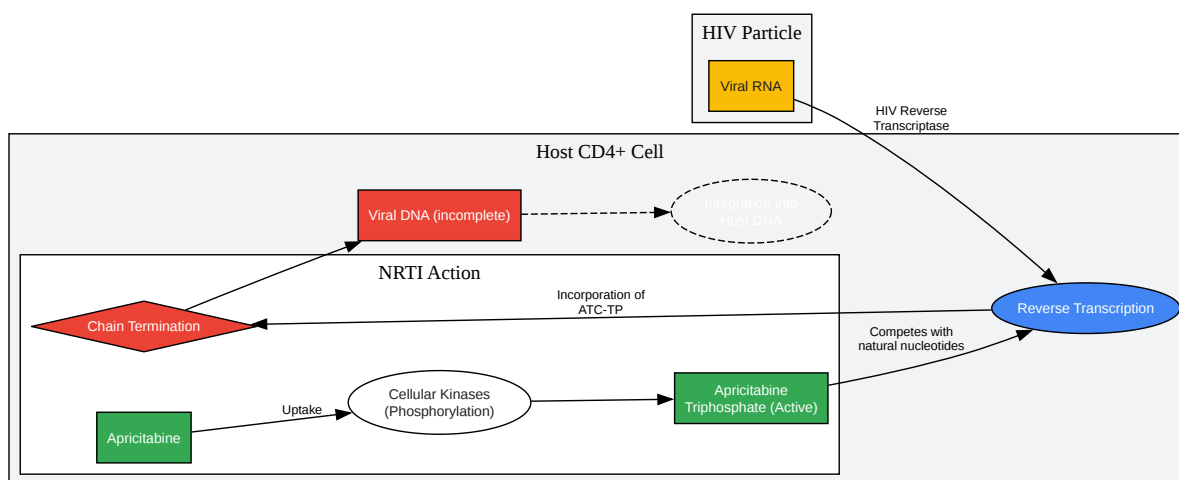 HIV Particle
Viral RNA
HIV Reverse
Transcriptase
Host CD4+ Cell
Viral DNA (incomplete)
Integration into
Host DNA
NRTI Action
Incorporation of
ATC-TP
Chain Termination
Reverse Transcription
Competes with
natural nucleotides
Cellular Kinases
(Phosphorylation)
Apricitabine
Triphosphate (Active)
Uptake
Apricitabine